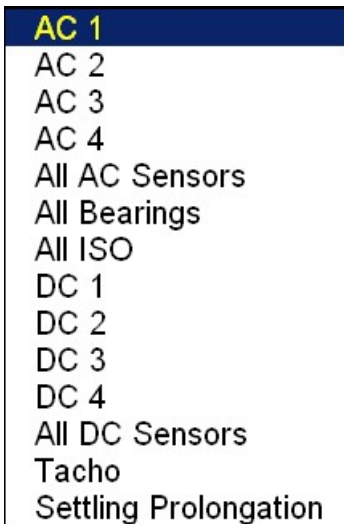 AC 1
AC 2
AC 3
AC 4
All AC Sensors
All Bearings
All ISO
DC 1
DC 2
DC 3
DC 4
All DC Sensors
Tacho
Settling Prolongation